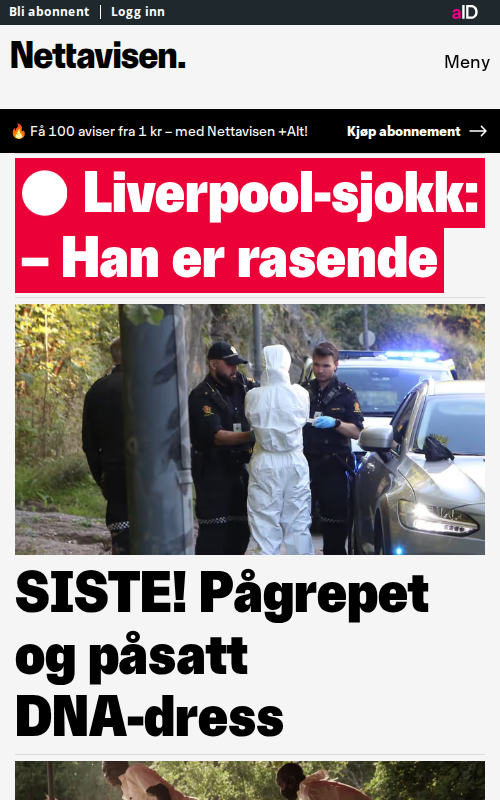 Bli abonnent | Logg inn
aID
Nettavisen.
Meny
🔥 Få 100 aviser fra 1 kr – med Nettavisen +Alt!
Kjøp abonnement →
Liverpool-sjokk:
– Han er rasende
SISTE! Pågrepet
og påsatt
DNA-dress